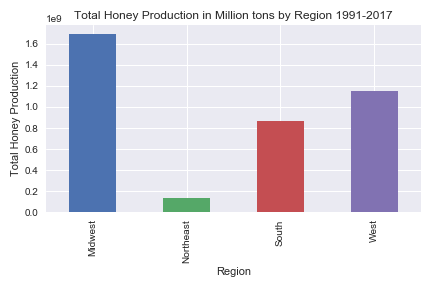 Total Honey Production in Million tons by Region 1991-2017
1e9
1.6
1.4
1.2
1.0
0.8
0.6
0.4
0.2
0.0
Total Honey Production
Midwest
Northeast
South
West
Region